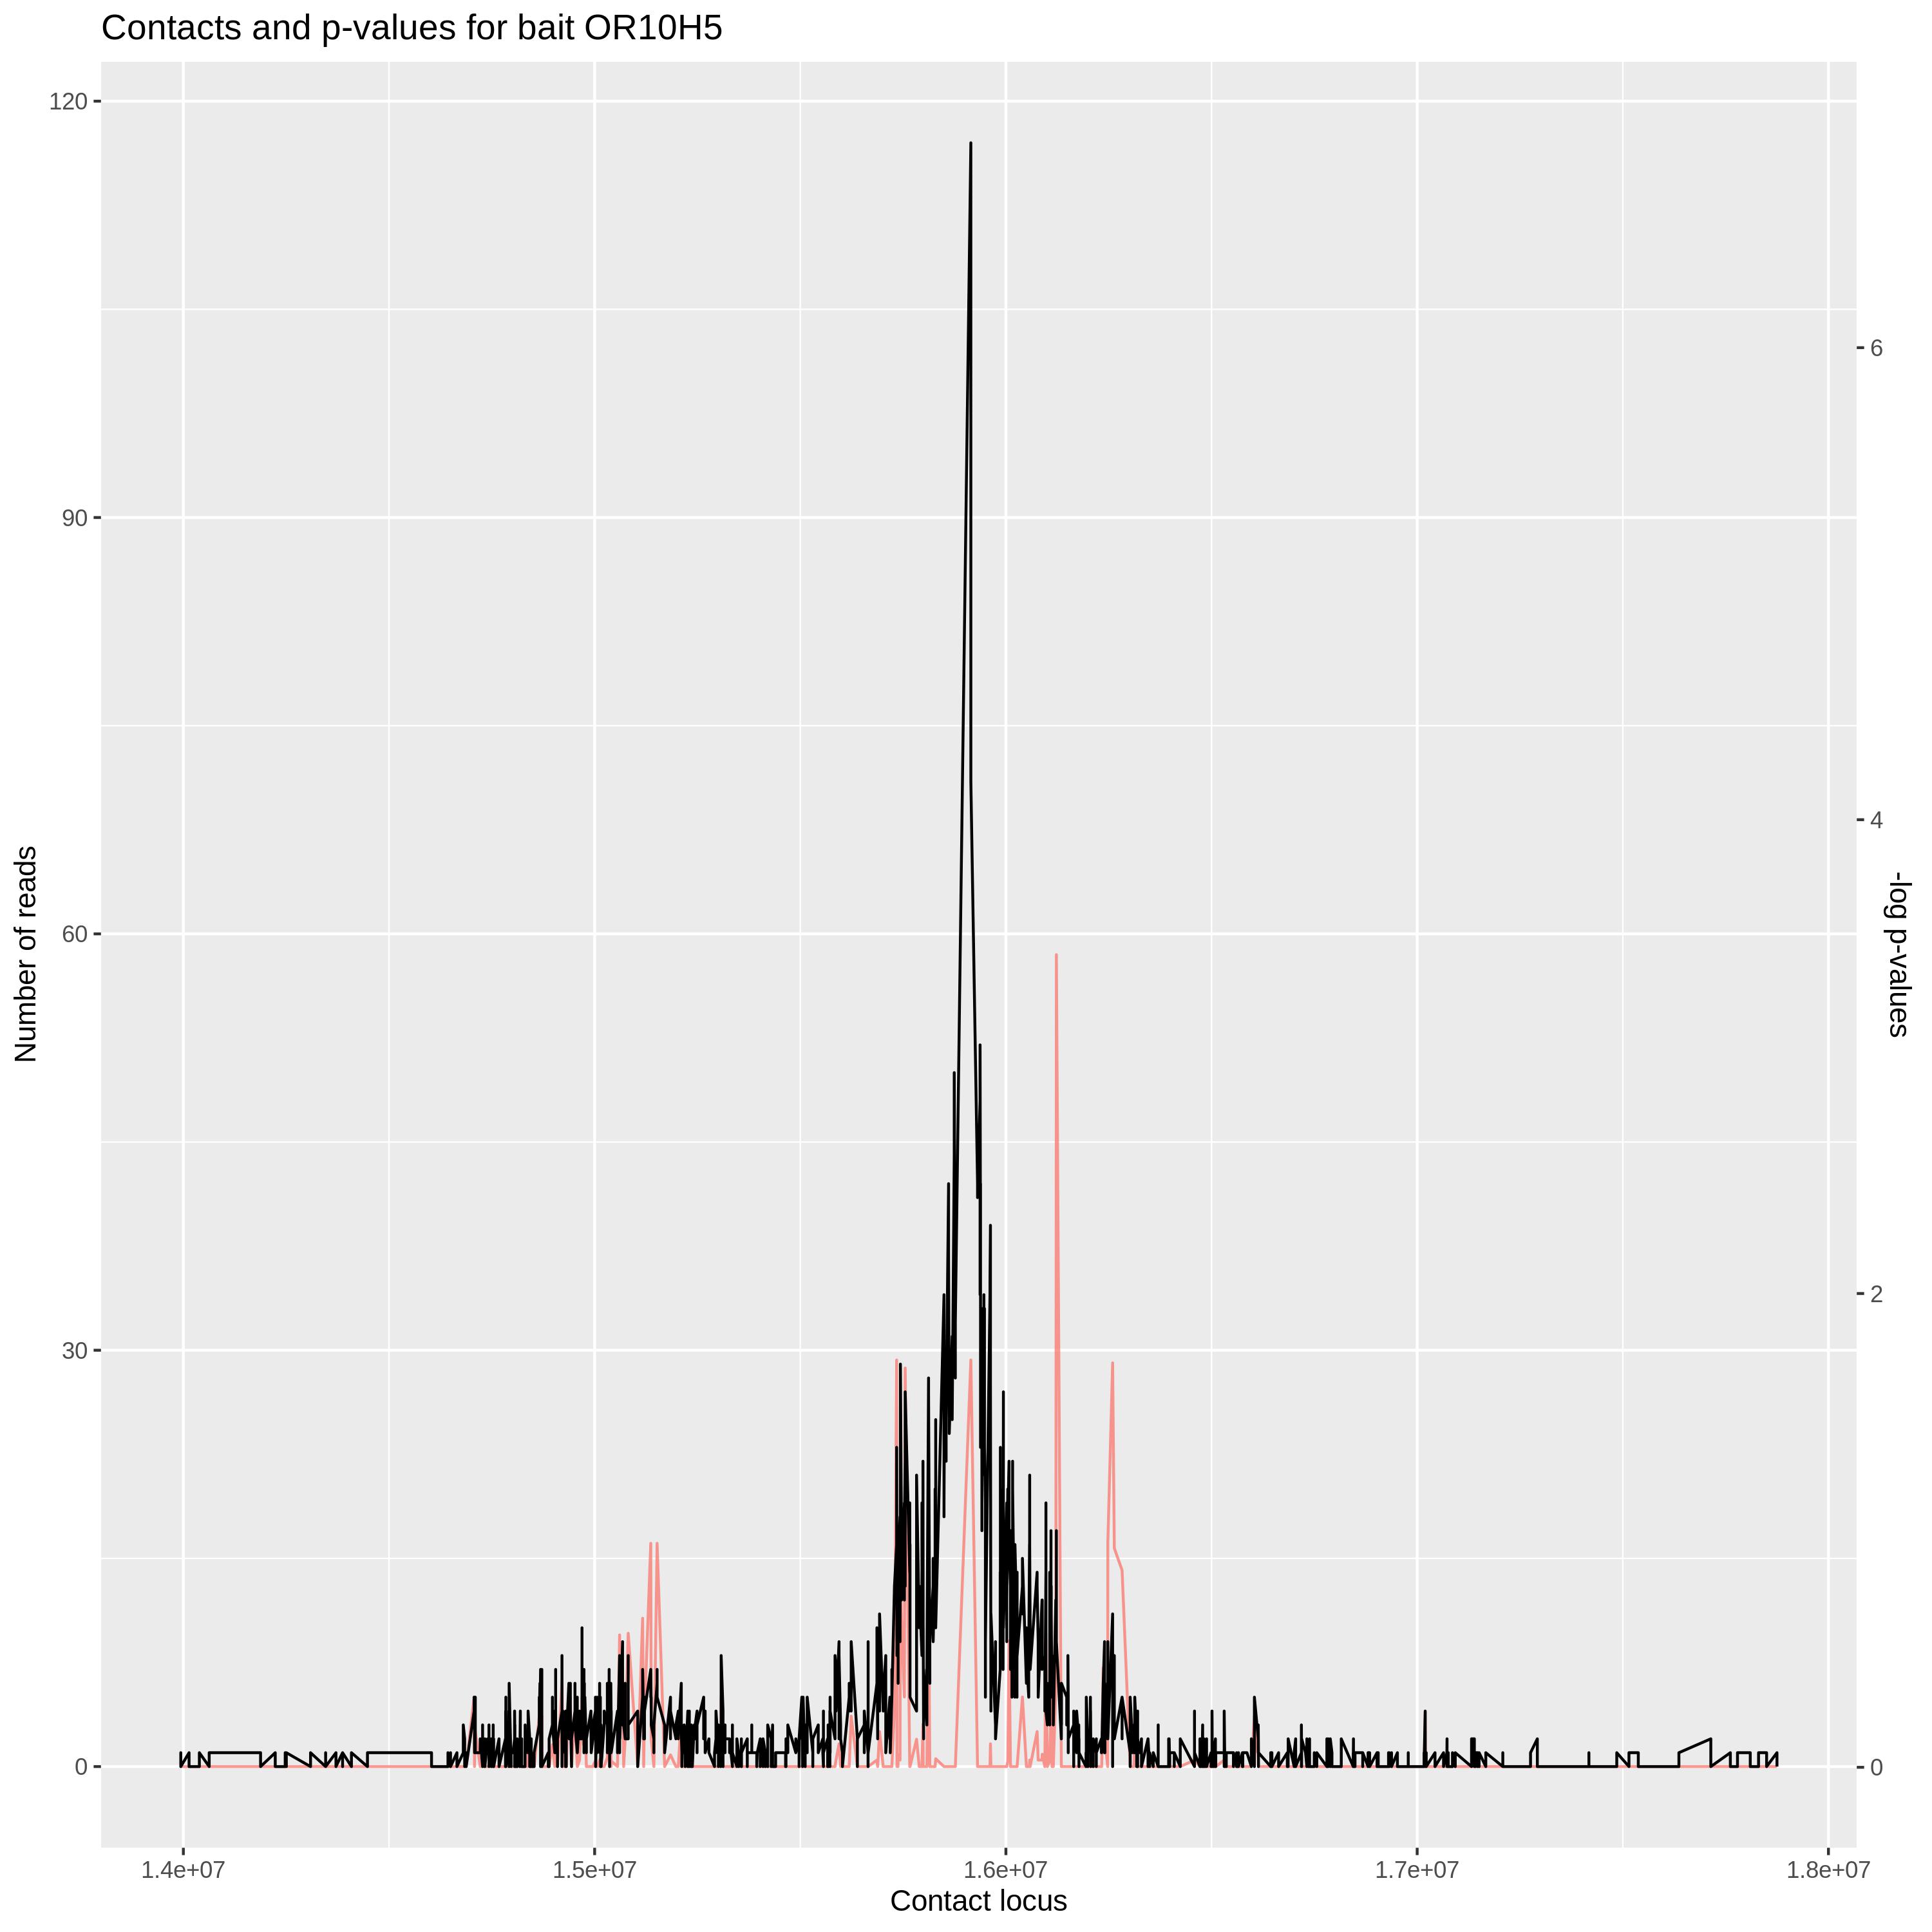 Contacts and p-values for bait OR10H5
120
90
60
30
0
6
4
2
0
Number of reads
-log p-values
1.4e+07 1.5e+07 1.6e+07 1.7e+07 1.8e+07
Contact locus